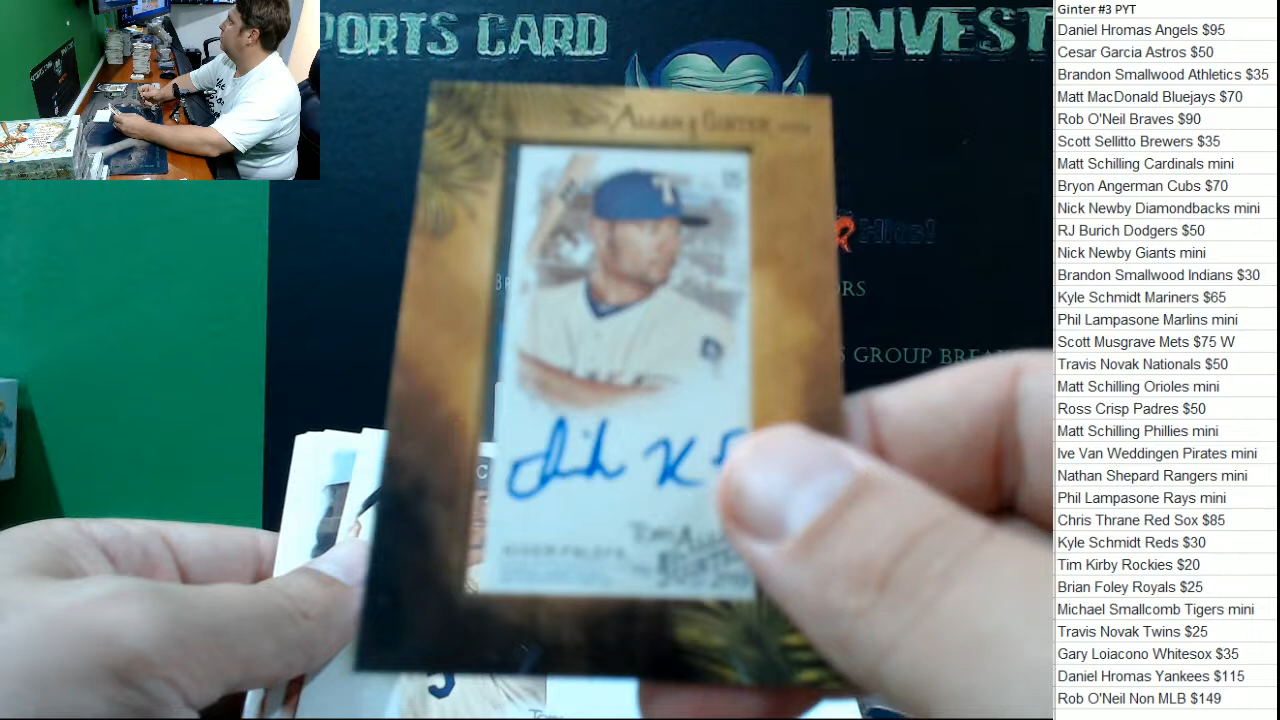 PORTS CARD
INVEST
ALLEN & GINTER
T
ORS
S GROUP BREA
Ginter #3 PYT
Daniel Hromas Angels $95
Cesar Garcia Astros $50
Brandon Smallwood Athletics $35
Matt MacDonald Bluejays $70
Rob O'Neil Braves $90
Scott Sellitto Brewers $35
Matt Schilling Cardinals mini
Bryon Angerman Cubs $70
Nick Newby Diamondbacks mini
RJ Burich Dodgers $50
Nick Newby Giants mini
Brandon Smallwood Indians $30
Kyle Schmidt Mariners $65
Phil Lampasone Marlins mini
Scott Musgrave Mets $75 W
Travis Novak Nationals $50
Matt Schilling Orioles mini
Ross Crisp Padres $50
Matt Schilling Phillies mini
Ive Van Weddingen Pirates mini
Nathan Shepard Rangers mini
Phil Lampasone Rays mini
Chris Thrane Red Sox $85
Kyle Schmidt Reds $30
Tim Kirby Rockies $20
Brian Foley Royals $25
Michael Smallcomb Tigers mini
Travis Novak Twins $25
Gary Loiacono Whitesox $35
Daniel Hromas Yankees $115
Rob O'Neil Non MLB $149